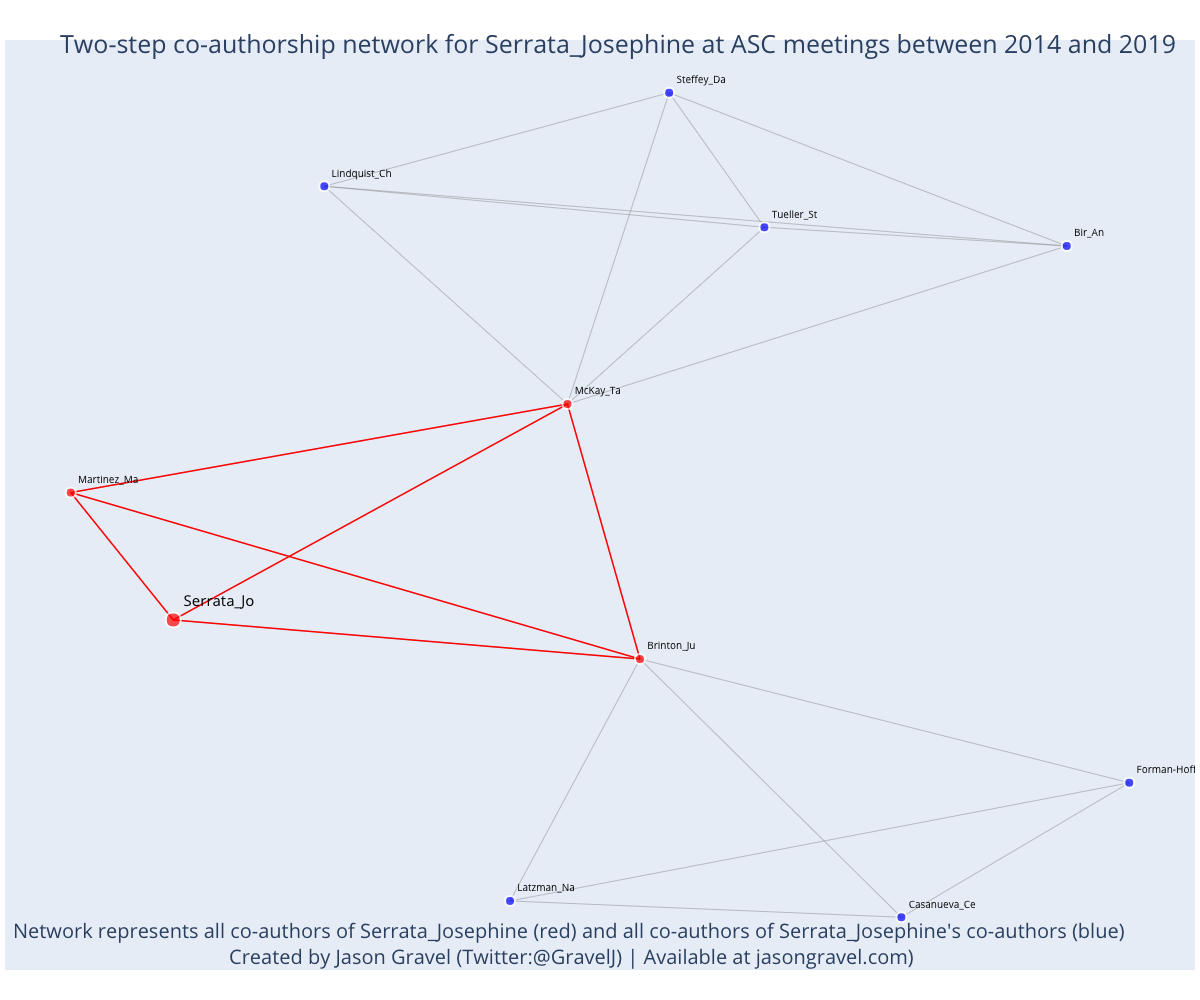 Two-step co-authorship network for Serrata_Josephine at ASC meetings between 2014 and 2019
Steffey_Da
Lindquist_Ch
Tueller_St
Bir_An
McKay_Ta
Martinez_Ma
Serrata_Jo
Brinton_Ju
Forman-Hoff
Latzman_Na
Casanueva_Ce
Network represents all co-authors of Serrata_Josephine (red) and all co-authors of Serrata_Josephine's co-authors (blue)
Created by Jason Gravel (Twitter:@GravelJ) | Available at jasongravel.com)